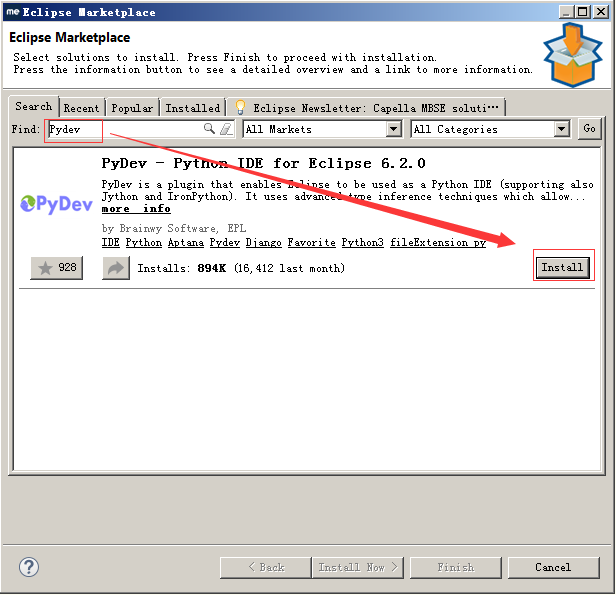 me Eclipse Marketplace
Eclipse Marketplace
Select solutions to install. Press Finish to proceed with installation.
Press the information button to see a detailed overview and a link to more information.
Search Recent Popular Installed Eclipse Newsletter: Capella MBSE soluti...
Find: Pydev All Markets All Categories Go
PyDev - Python IDE for Eclipse 6.2.0
PyDev is a plugin that enables Eclipse to be used as a Python IDE (supporting also
PyDev
Jython and IronPython). It uses advanced type inference techniques which allow...
more info
by Brainwy Software, EPL
IDE Python Aptana Pydev Django Favorite Python3 fileExtension_py
928 Installs: 894K (16,412 last month) Install
? < Back Install Now > Finish Cancel